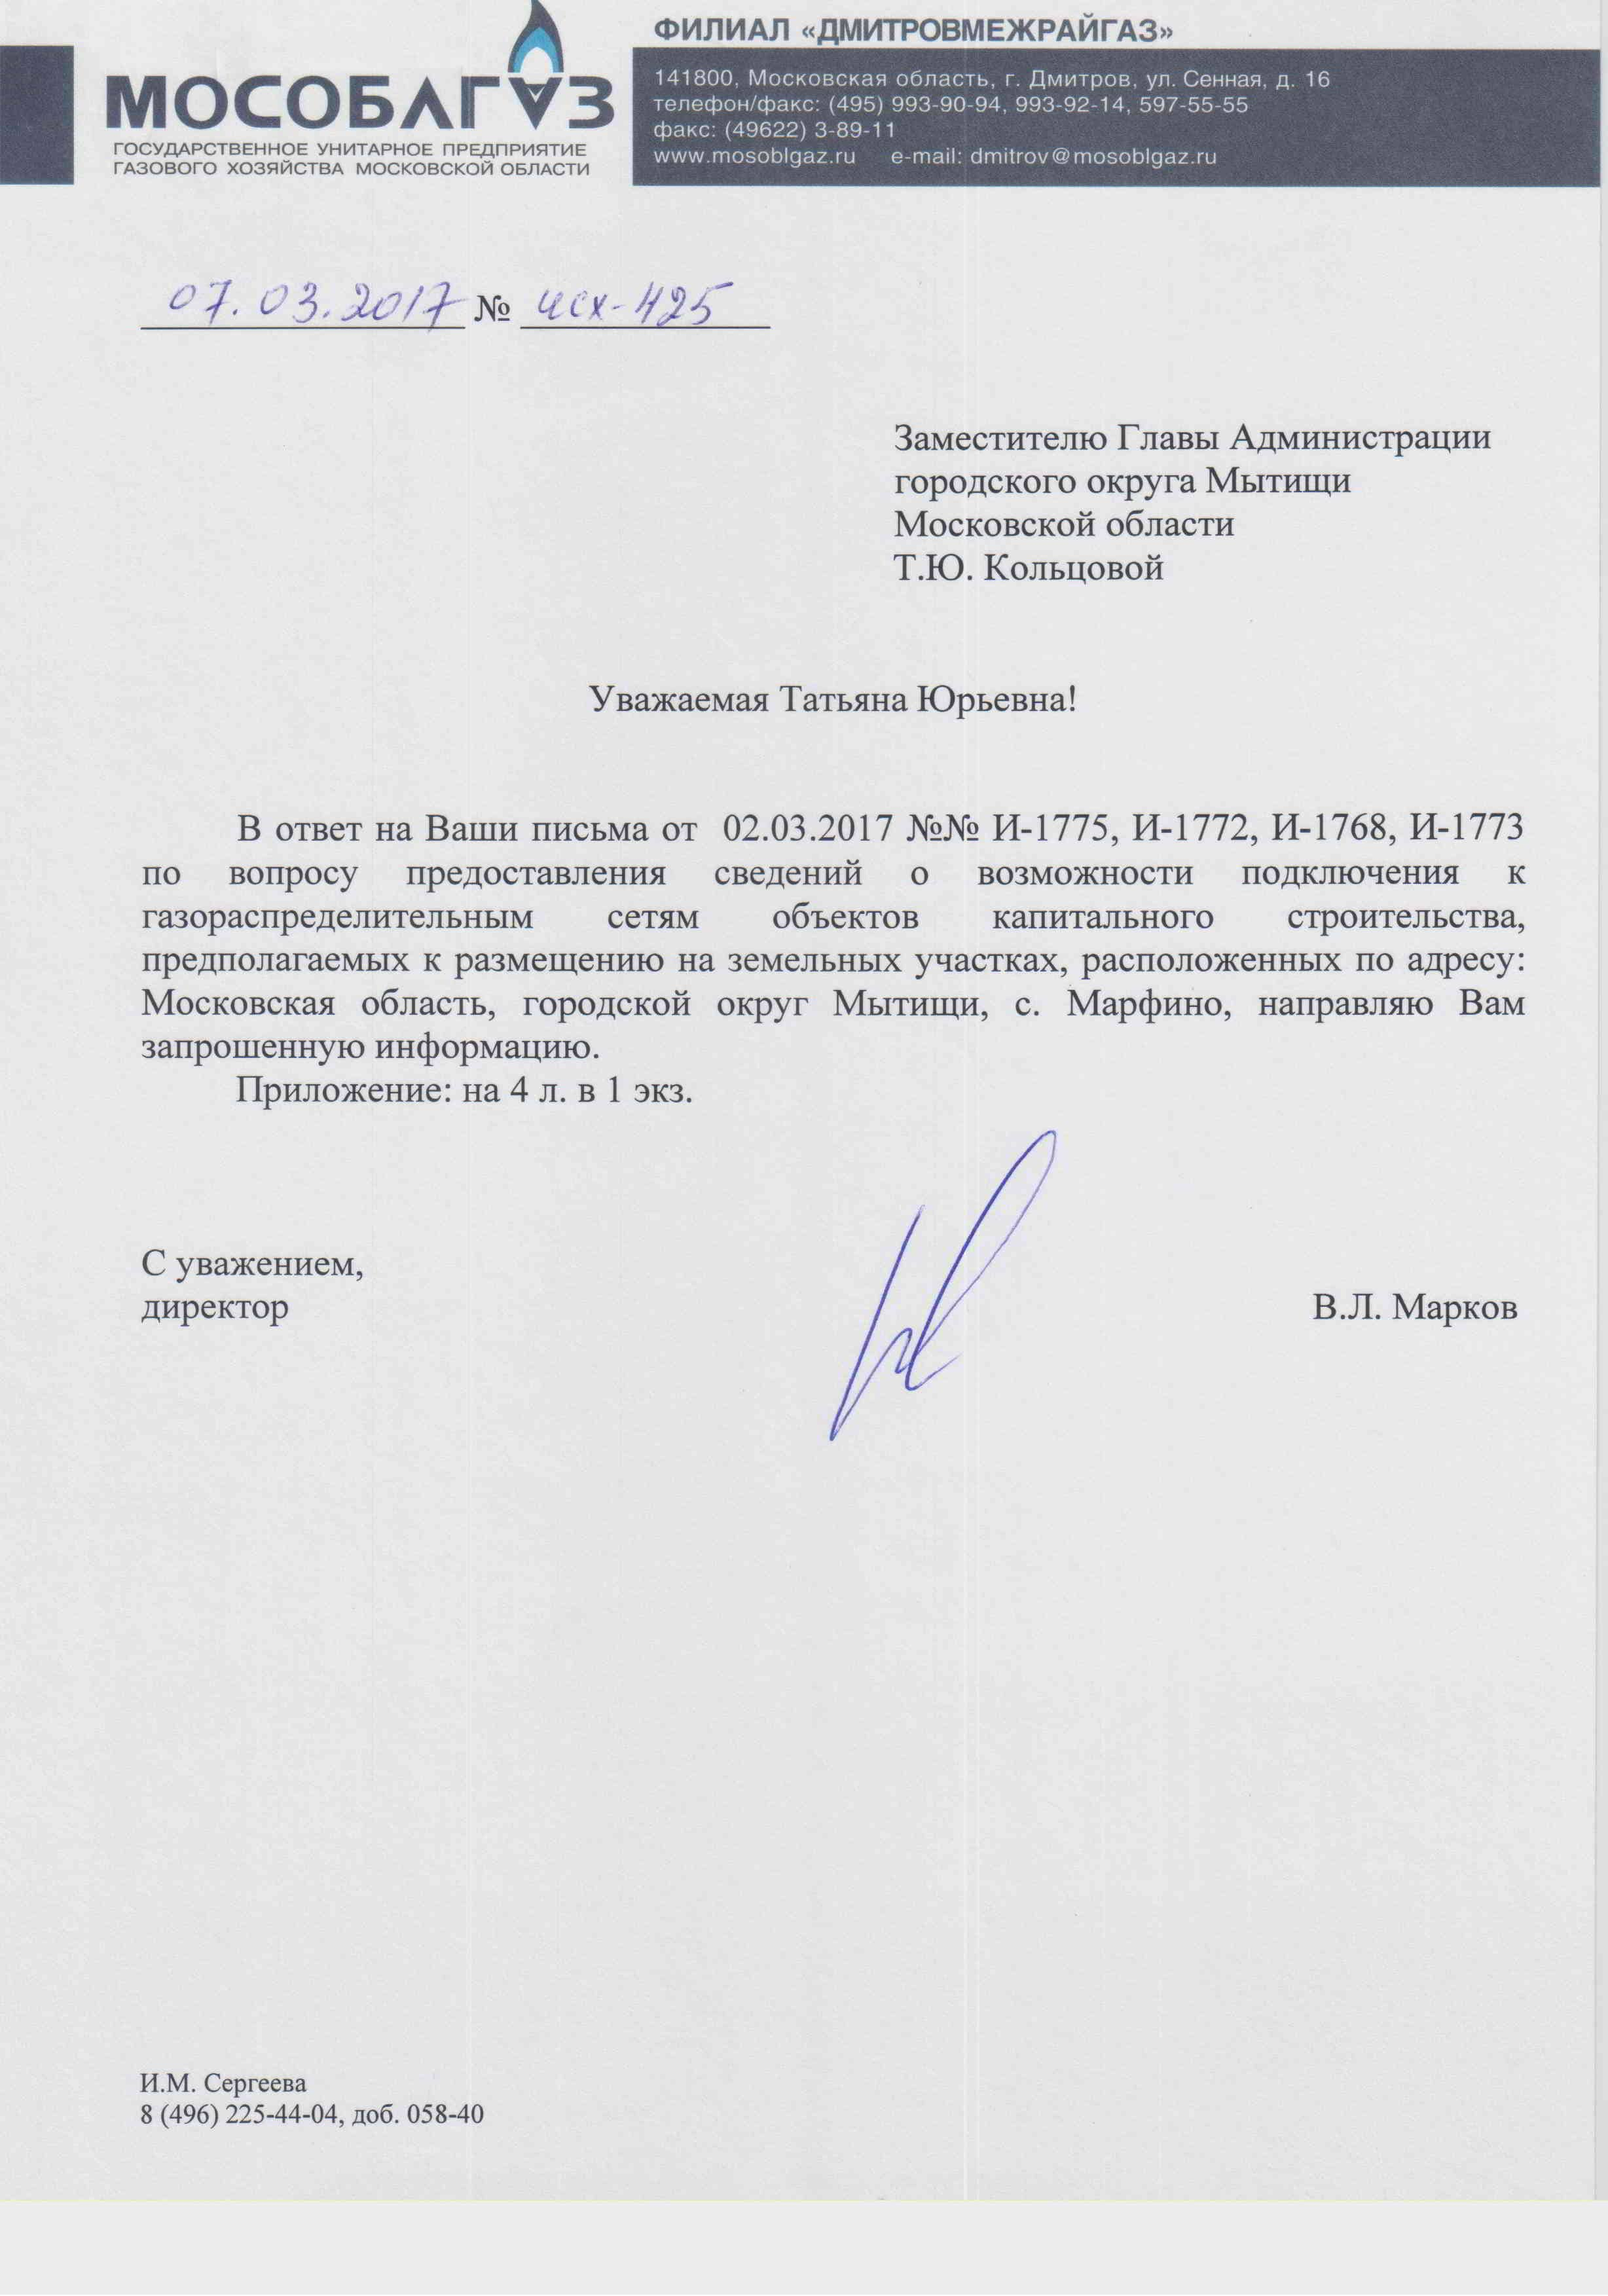 МОСОБЛГАЗ
ГОСУДАРСТВЕННОЕ УНИТАРНОЕ ПРЕДПРИЯТИЕ
ГАЗОВОГО ХОЗЯЙСТВА МОСКОВСКОЙ ОБЛАСТИ
ФИЛИАЛ «ДМИТРОВМЕЖРАЙГАЗ»
141800, Московская область, г. Дмитров, ул. Сенная, д. 16
телефон/факс: (495) 993-90-94, 993-92-14, 597-55-55
факс: (49622) 3-89-11
www.mosoblgaz.ru e-mail: dmitrov@mosoblgaz.ru
07.03.2017 № исх-425
Заместителю Главы Администрации
городского округа Мытищи
Московской области
Т.Ю. Кольцовой
Уважаемая Татьяна Юрьевна!
В ответ на Ваши письма от 02.03.2017 №№ И-1775, И-1772, И-1768, И-1773
по вопросу предоставления сведений о возможности подключения к
газораспределительным сетям объектов капитального строительства,
предполагаемых к размещению на земельных участках, расположенных по адресу:
Московская область, городской округ Мытищи, с. Марфино, направляю Вам
запрошенную информацию.
Приложение: на 4 л. в 1 экз.
С уважением,
директор В.Л. Марков
И.М. Сергеева
8 (496) 225-44-04, доб. 058-40